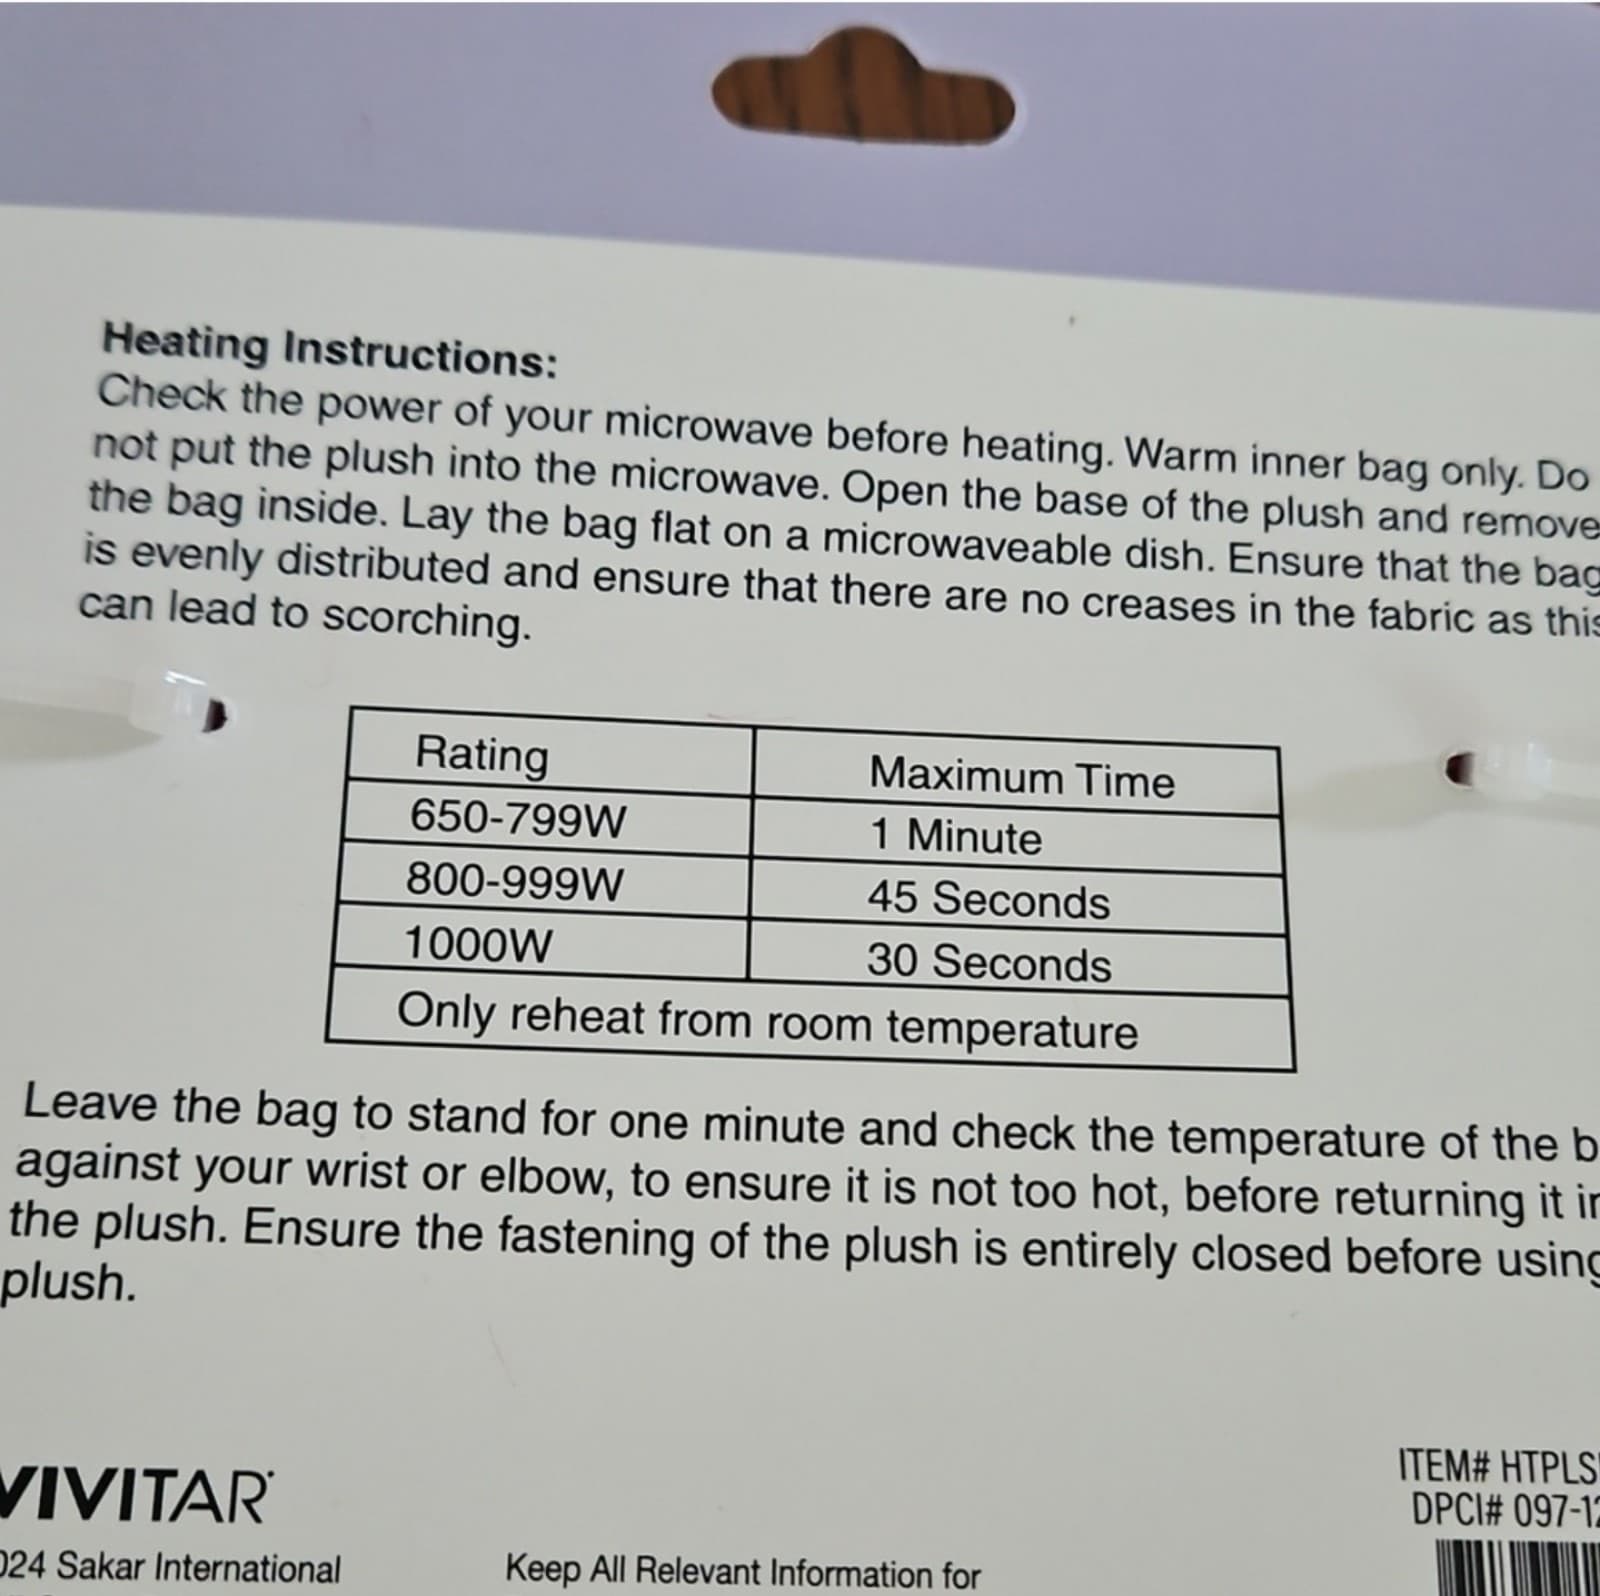 Heating Instructions:
Check the power of your microwave before heating. Warm inner bag only. Do
not put the plush into the microwave. Open the base of the plush and remove
the bag inside. Lay the bag flat on a microwaveable dish. Ensure that the bag
is evenly distributed and ensure that there are no creases in the fabric as this
can lead to scorching.
Rating Maximum Time
650-799W 1 Minute
800-999W 45 Seconds
1000W 30 Seconds
Only reheat from room temperature
Leave the bag to stand for one minute and check the temperature of the
against your wrist or elbow, to ensure it is not too hot, before returning it
the plush. Ensure the fastening of the plush is entirely closed before using
plush.
VIVITAR
ITEM# HTPLS
DPCI# 097-12
024 Sakar International
Keep All Relevant Information for